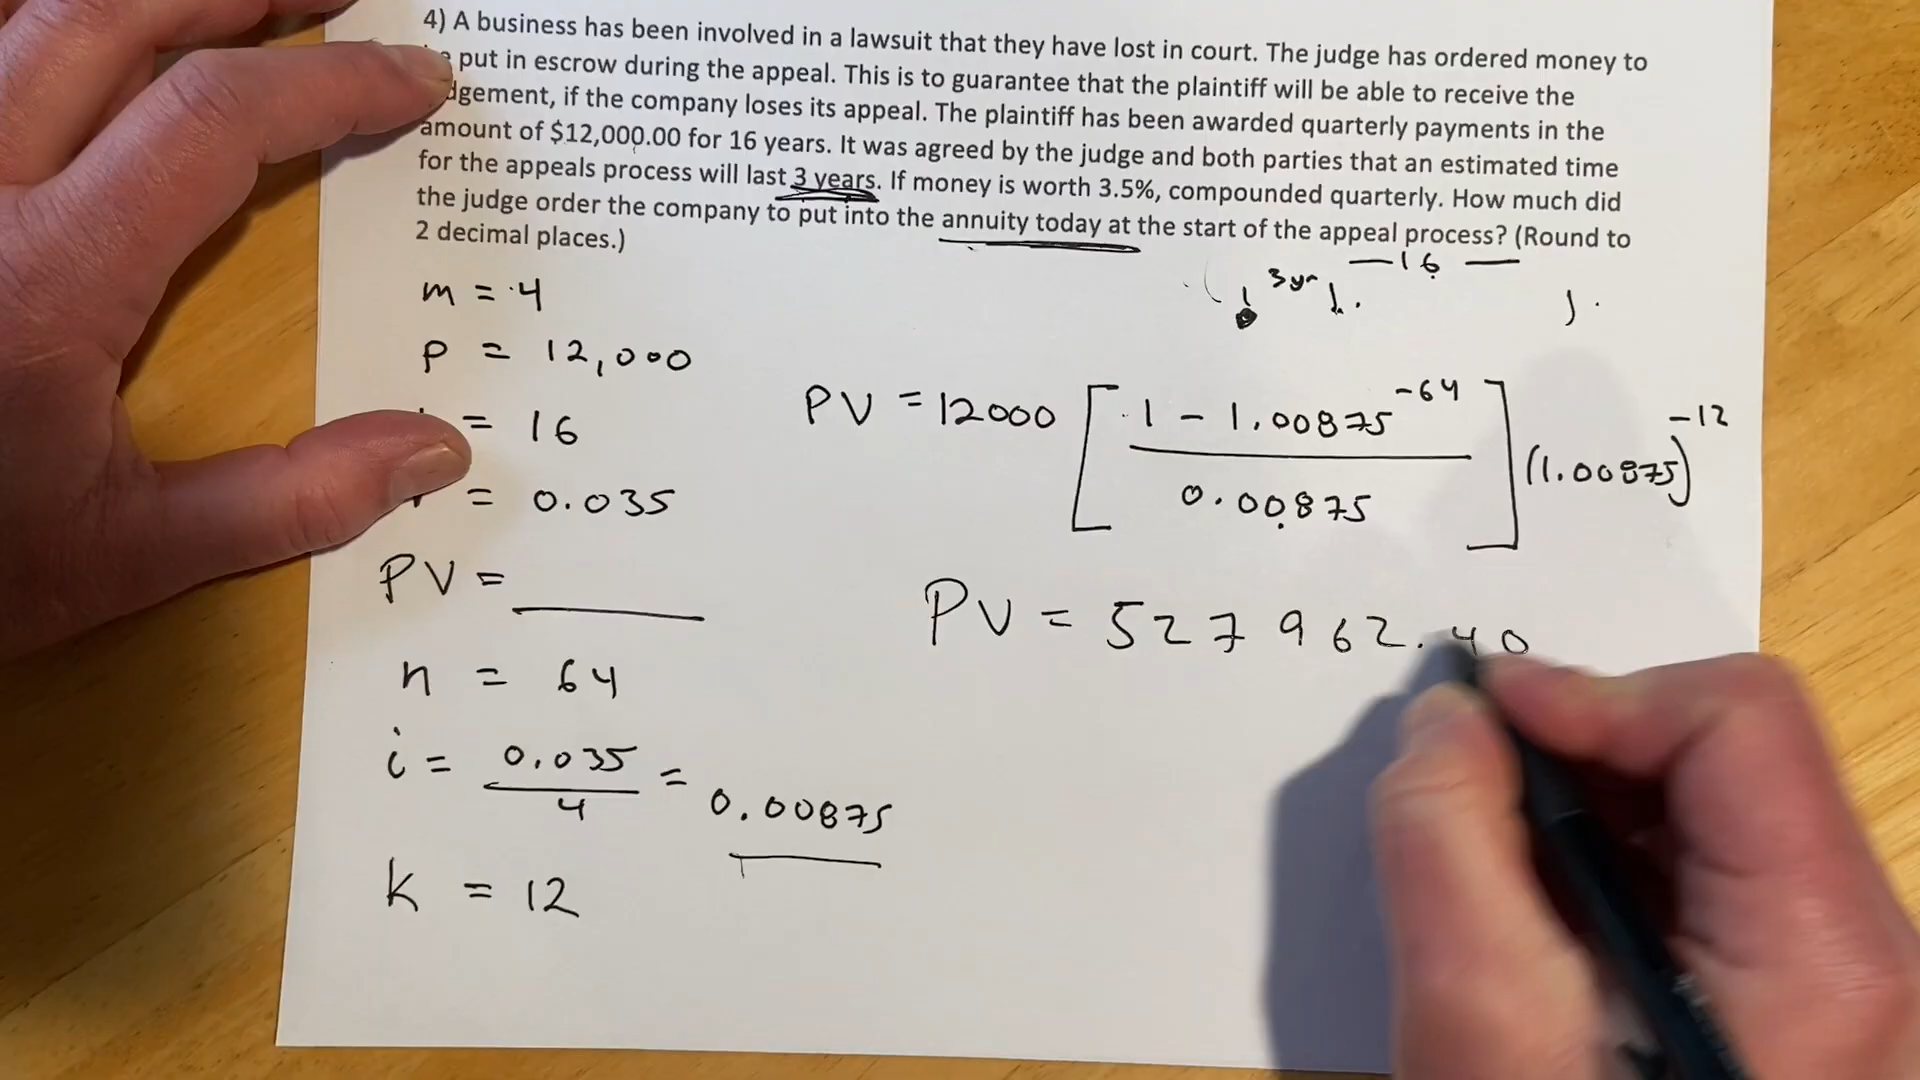 4) A business has been involved in a lawsuit that they have lost in court. The judge has ordered money to
put in escrow during the appeal. This is to guarantee that the plaintiff will be able to receive the
dgement, if the company loses its appeal. The plaintiff has been awarded quarterly payments in the
amount of $12,000.00 for 16 years. It was agreed by the judge and both parties that an estimated time
for the appeals process will last 3 years. If money is worth 3.5%, compounded quarterly. How much did
the judge order the company to put into the annuity today at the start of the appeal process? (Round to
2 decimal places.)
3yr 16
m = 4
p = 12,000
= 16
= 0.035
PV =
n = 64
i = 0.035 / 4 = 0.00875
k = 12
PV = 12000 [ 1 - 1.00875^-64 / 0.00875 ] (1.00875)^-12
PV = 527 962.40